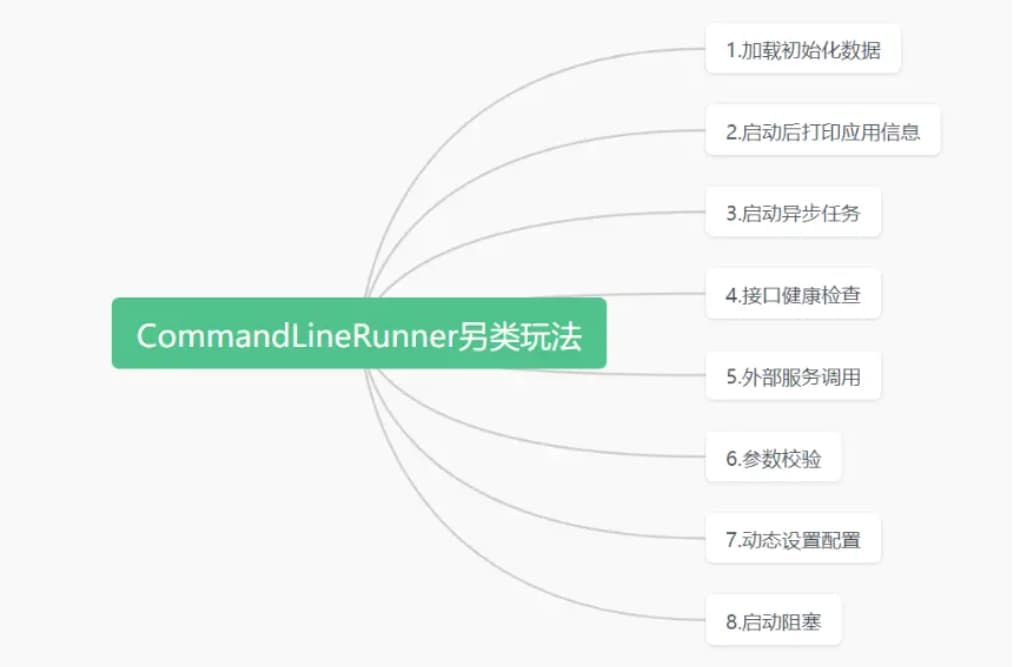 CommandLineRunner另类玩法
1.加载初始化数据
2.启动后打印应用信息
3.启动异步任务
4.接口健康检查
5.外部服务调用
6.参数校验
7.动态设置配置
8.启动阻塞